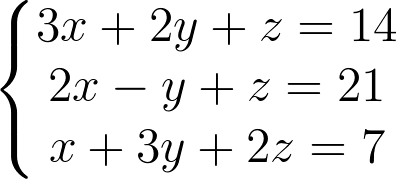 3x + 2y + z = 14
2x − y + z = 21
x + 3y + 2z = 7